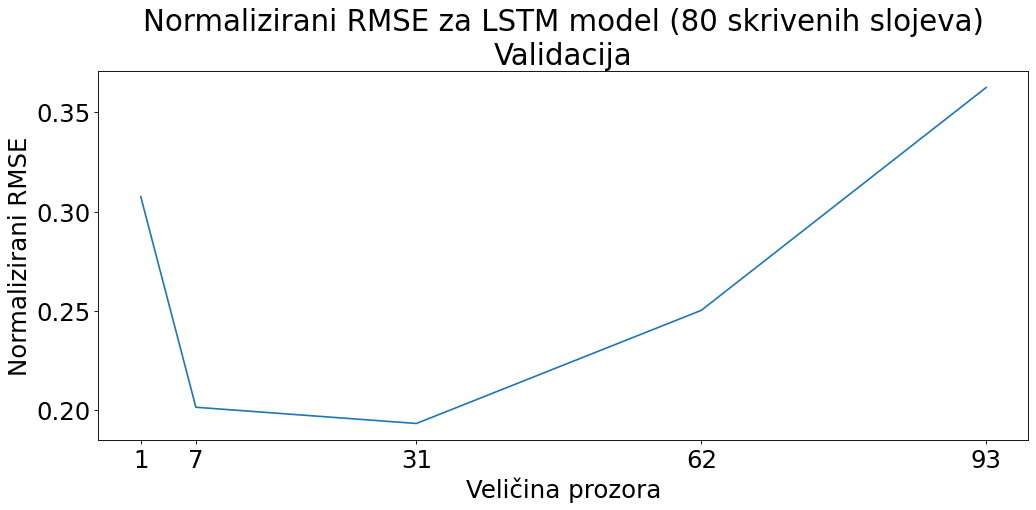 Normalizirani RMSE za LSTM model (80 skrivenih slojeva)
Validacija
Normalizirani RMSE
0.35
0.30
0.25
0.20
1 7 31 62 93
Veličina prozora